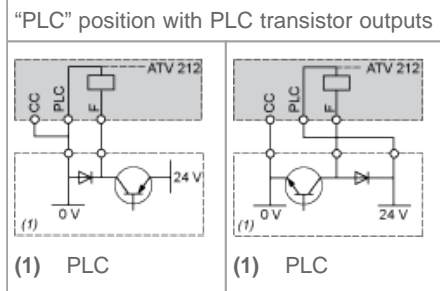 “PLC” position with PLC transistor outputs
ATV 212
CC
PLC
F
24 V
0 V
(1)
(1) PLC
ATV 212
CC
PLC
F
0 V
24 V
(1)
(1) PLC